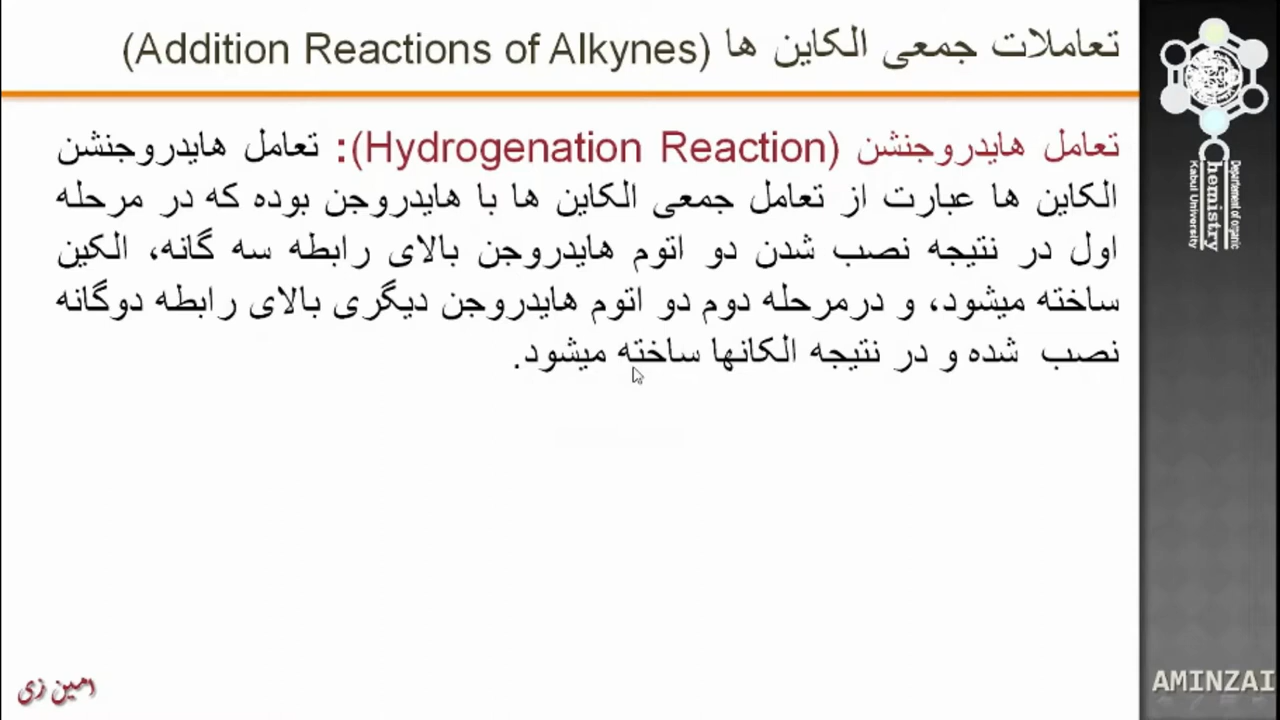 تعاملات جمعی الکاین ها (Addition Reactions of Alkynes)
تعامل هایدروجنشن (Hydrogenation Reaction): تعامل هایدروجنشن
الکاین ها عبارت از تعامل جمعی الکاین ها با هایدروجن بوده که در مرحله
اول در نتیجه نصب شدن دو اتوم هایدروجن بالای رابطه سه گانه، الکین
ساخته میشود، و درمرحله دوم دو اتوم هایدروجن دیگری بالای رابطه دوگانه
نصب شده و در نتیجه الکانها ساخته میشود.
Department of organic
Chemistry
Kabul University
امین زی
AMINZAI